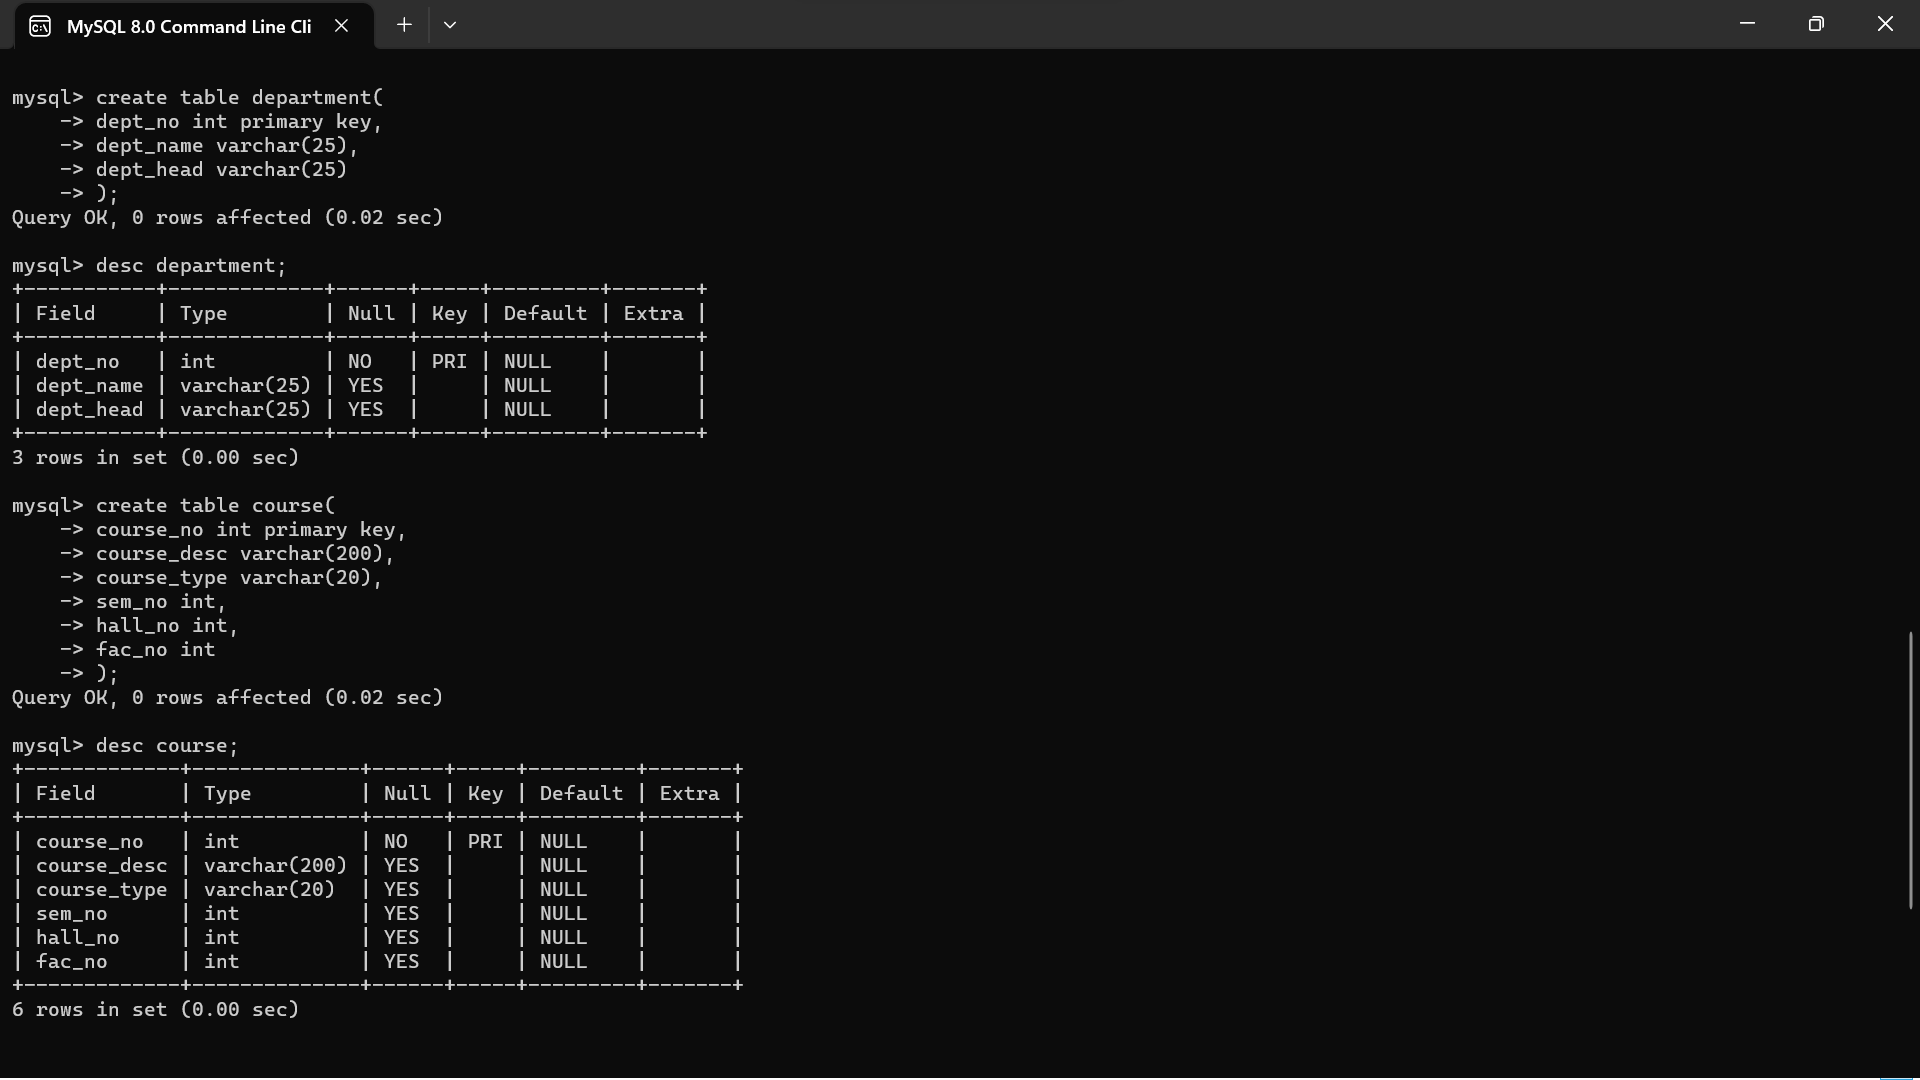 MySQL 8.0 Command Line Cli
mysql> create table department(
    -> dept_no int primary key,
    -> dept_name varchar(25),
    -> dept_head varchar(25)
    -> );
Query OK, 0 rows affected (0.02 sec)
mysql> desc department;
+-----------+-------------+------+-----+---------+-------+
| Field     | Type        | Null | Key | Default | Extra |
+-----------+-------------+------+-----+---------+-------+
| dept_no   | int         | NO   | PRI | NULL    |       |
| dept_name | varchar(25) | YES  |     | NULL    |       |
| dept_head | varchar(25) | YES  |     | NULL    |       |
+-----------+-------------+------+-----+---------+-------+
3 rows in set (0.00 sec)
mysql> create table course(
    -> course_no int primary key,
    -> course_desc varchar(200),
    -> course_type varchar(20),
    -> sem_no int,
    -> hall_no int,
    -> fac_no int
    -> );
Query OK, 0 rows affected (0.02 sec)
mysql> desc course;
+-------------+--------------+------+-----+---------+-------+
| Field       | Type         | Null | Key | Default | Extra |
+-------------+--------------+------+-----+---------+-------+
| course_no   | int          | NO   | PRI | NULL    |       |
| course_desc | varchar(200) | YES  |     | NULL    |       |
| course_type | varchar(20)  | YES  |     | NULL    |       |
| sem_no      | int          | YES  |     | NULL    |       |
| hall_no     | int          | YES  |     | NULL    |       |
| fac_no      | int          | YES  |     | NULL    |       |
+-------------+--------------+------+-----+---------+-------+
6 rows in set (0.00 sec)